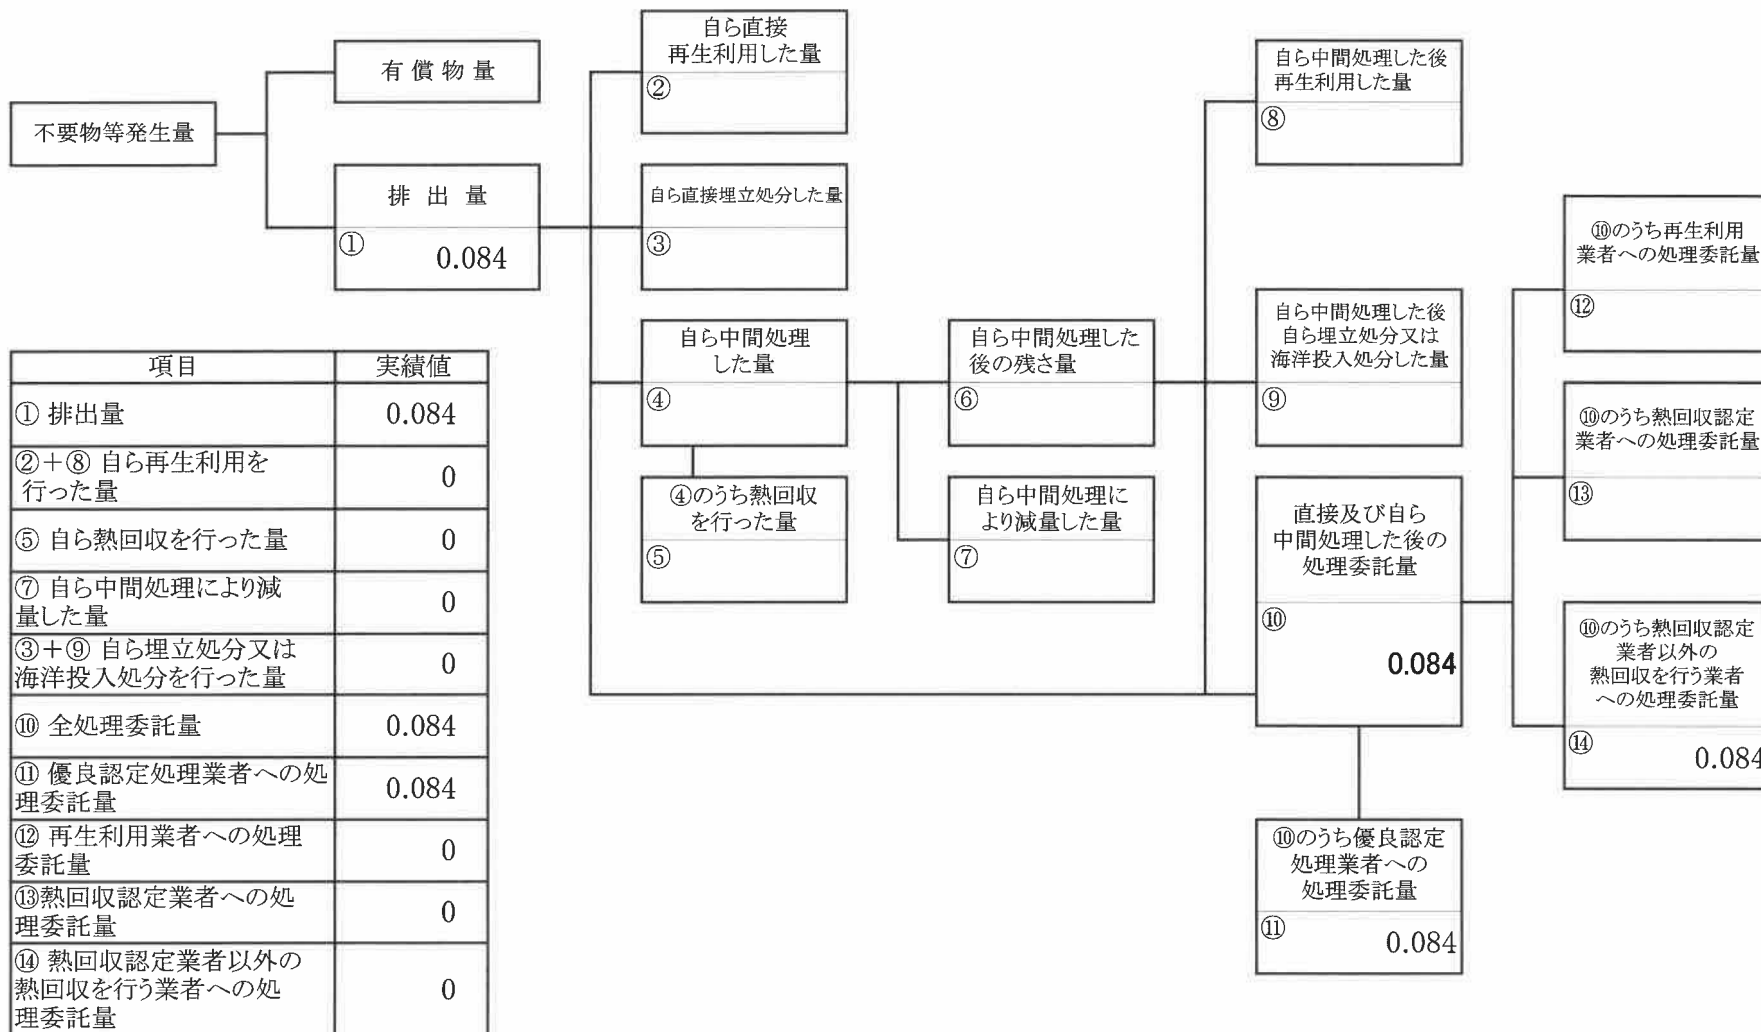 不要物等発生量
有償物量
排出量
①
0.084
自ら直接
再生利用した量
②
自ら直接埋立処分した量
③
自ら中間処理
した量
④
④のうち熱回収
を行った量
⑤
自ら中間処理した
後の残さ量
⑥
自ら中間処理に
より減量した量
⑦
自ら中間処理した後
再生利用した量
⑧
自ら中間処理した後
自ら埋立処分又は
海洋投入処分した量
⑨
直接及び自ら
中間処理した後の
処理委託量
⑩
0.084
⑩のうち優良認定
処理業者への
処理委託量
⑪
0.084
⑩のうち再生利用
業者への処理委託量
⑫
⑩のうち熱回収認定
業者への処理委託量
⑬
⑩のうち熱回収認定
業者以外の
熱回収を行う業者
への処理委託量
⑭
0.084
項目 実績値
① 排出量 0.084
②+⑧ 自ら再生利用を
行った量 0
⑤ 自ら熱回収を行った量 0
⑦ 自ら中間処理により減
量した量 0
③+⑨ 自ら埋立処分又は
海洋投入処分を行った量 0
⑩ 全処理委託量 0.084
⑪ 優良認定処理業者への処
理委託量 0.084
⑫ 再生利用業者への処理
委託量 0
⑬熱回収認定業者への処
理委託量 0
⑭ 熱回収認定業者以外の
熱回収を行う業者への処
理委託量 0